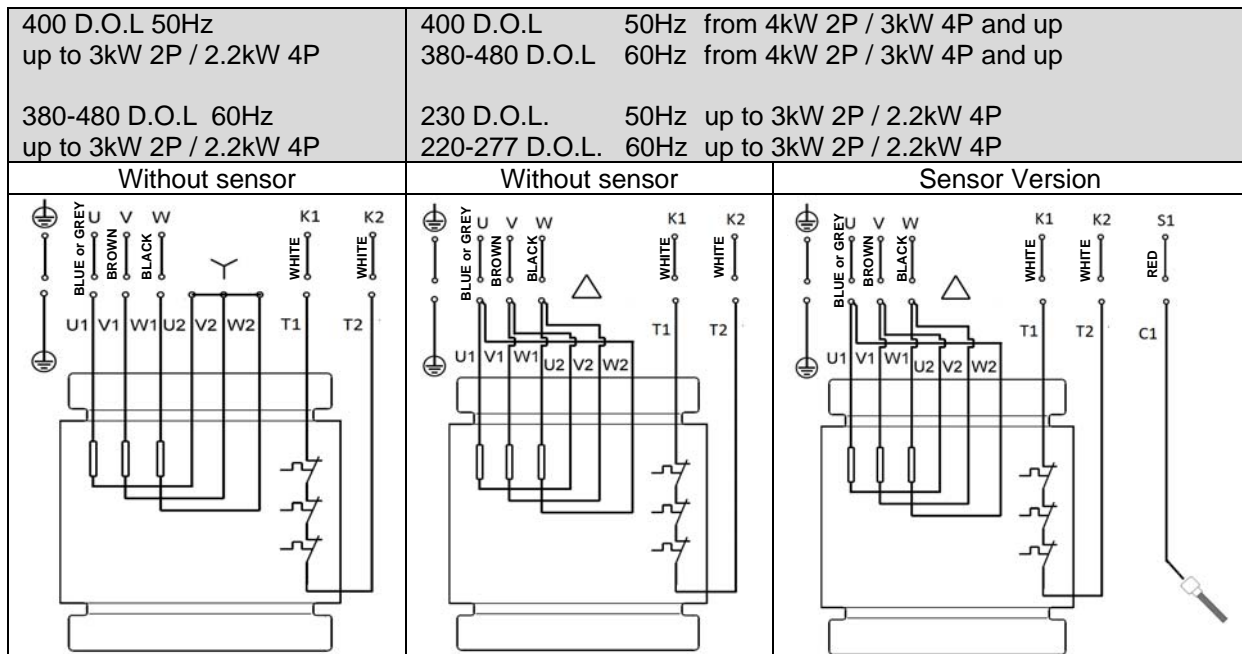 400 D.O.L 50Hz
up to 3kW 2P / 2.2kW 4P
380-480 D.O.L 60Hz
up to 3kW 2P / 2.2kW 4P
400 D.O.L 50Hz from 4kW 2P / 3kW 4P and up
380-480 D.O.L 60Hz from 4kW 2P / 3kW 4P and up
230 D.O.L. 50Hz up to 3kW 2P / 2.2kW 4P
220-277 D.O.L. 60Hz up to 3kW 2P / 2.2kW 4P
Without sensor
Without sensor
Sensor Version
U V W K1 K2
BLUE or GREY
BROWN
BLACK
WHITE
WHITE
U1 V1 W1 U2 V2 W2 T1 T2
U V W K1 K2
BLUE or GREY
BROWN
BLACK
WHITE
WHITE
U1 V1 W1 U2 V2 W2 T1 T2
U V W K1 K2 S1
BLUE or GREY
BROWN
BLACK
WHITE
WHITE
RED
U1 V1 W1 U2 V2 W2 T1 T2 C1